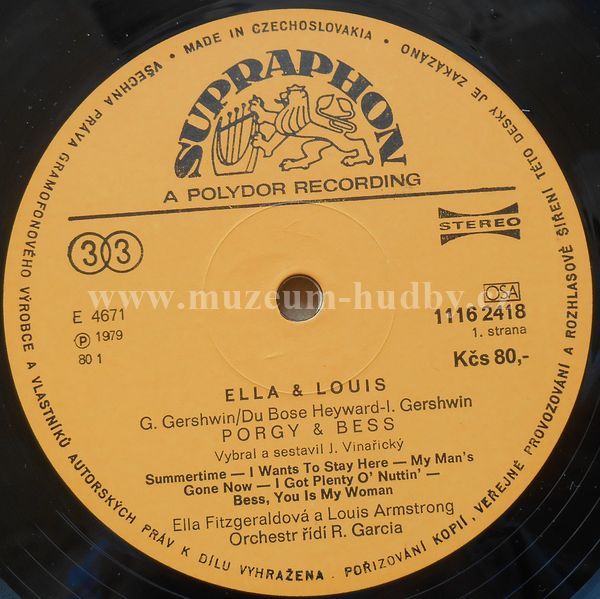 VŠECHNA PRÁVA GRAMOFONOVÉHO VÝROBCE A VLASTNÍKŮ AUTORSKÝCH PRÁV K DÍLU VYHRAŽENA. POŘIZOVÁNÍ KOPIÍ, VEŘEJNÉ PROVOZOVÁNÍ A ROZHLASOVÉ ŠÍŘENÍ TÉTO DESKY JE ZAKÁZÁNO • MADE IN CZECHOSLOVAKIA •
SUPRAPHON
A POLYDOR RECORDING
33
STEREO
www.muzeum-hudby.cz
E 4671
Ⓟ 1979
80 1
OSA
1116 2418
1. strana
Kčs 80,-
ELLA & LOUIS
G. Gershwin/Du Bose Heyward-I. Gershwin
PORGY & BESS
Vybral a sestavil J. Vinařický
Summertime — I Wants To Stay Here — My Man's
Gone Now — I Got Plenty O' Nuttin' —
Bess, You Is My Woman
Ella Fitzgeraldová a Louis Armstrong
Orchestr řídí R. Garcia